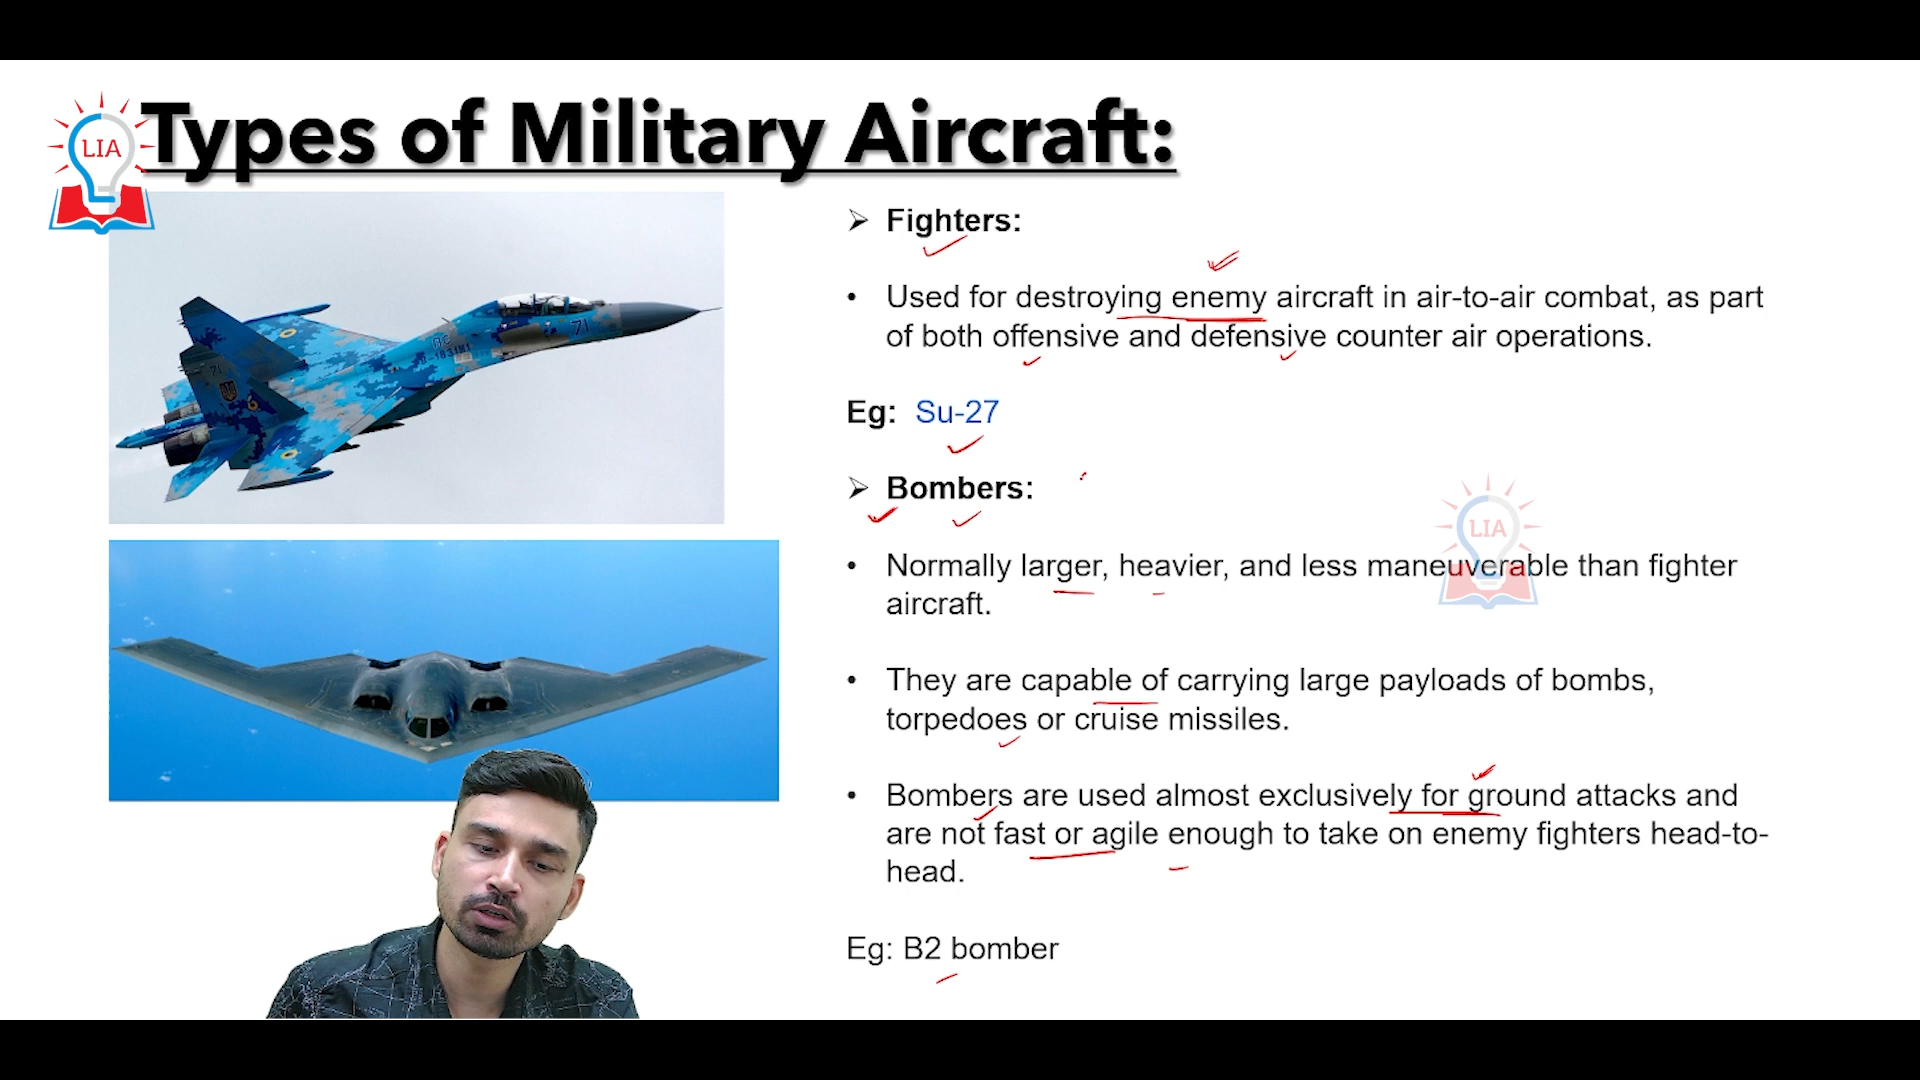 Types of Military Aircraft:
LIA
71
71
Fighters:
Used for destroying enemy aircraft in air-to-air combat, as part
of both offensive and defensive counter air operations.
Eg: Su-27
Bombers:
LIA
Normally larger, heavier, and less maneuverable than fighter
aircraft.
They are capable of carrying large payloads of bombs,
torpedoes or cruise missiles.
Bombers are used almost exclusively for ground attacks and
are not fast or agile enough to take on enemy fighters head-to-
head.
Eg: B2 bomber